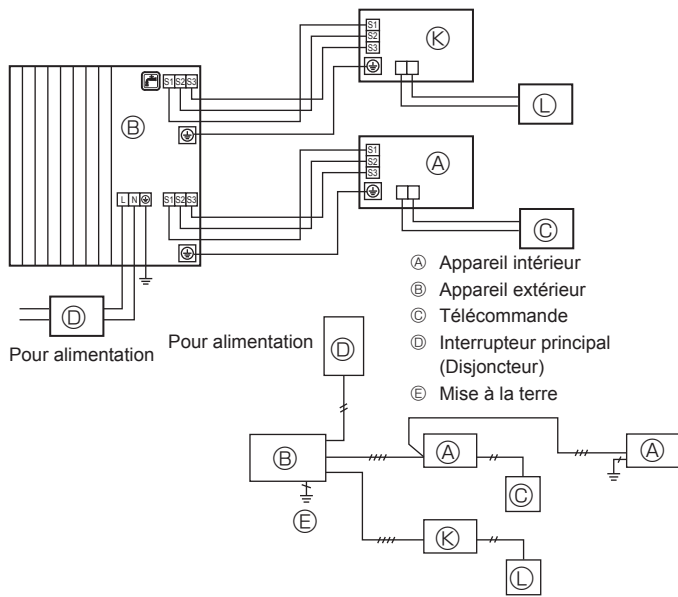 S1
S2
S3
Ⓚ
S1 S2 S3
Ⓑ
Ⓛ
S1
S2
S3
Ⓐ
L N
S1 S2 S3
Ⓒ
Ⓓ
Pour alimentation
Ⓐ Appareil intérieur
Ⓑ Appareil extérieur
Ⓒ Télécommande
Ⓓ Interrupteur principal
(Disjoncteur)
Ⓔ Mise à la terre
Pour alimentation
Ⓓ
Ⓑ
Ⓐ
Ⓐ
Ⓒ
Ⓔ
Ⓚ
Ⓛ